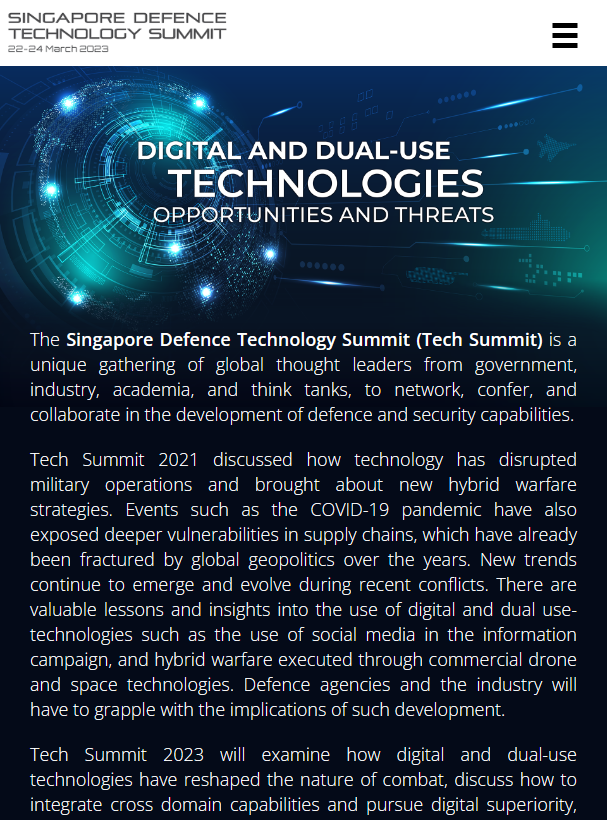 SINGAPORE DEFENCE
TECHNOLOGY SUMMIT
22-24 March 2023
DIGITAL AND DUAL-USE
TECHNOLOGIES
OPPORTUNITIES AND THREATS
The Singapore Defence Technology Summit (Tech Summit) is a
unique gathering of global thought leaders from government,
industry, academia, and think tanks, to network, confer, and
collaborate in the development of defence and security capabilities.
Tech Summit 2021 discussed how technology has disrupted
military operations and brought about new hybrid warfare
strategies. Events such as the COVID-19 pandemic have also
exposed deeper vulnerabilities in supply chains, which have already
been fractured by global geopolitics over the years. New trends
continue to emerge and evolve during recent conflicts. There are
valuable lessons and insights into the use of digital and dual use-
technologies such as the use of social media in the information
campaign, and hybrid warfare executed through commercial drone
and space technologies. Defence agencies and the industry will
have to grapple with the implications of such development.
Tech Summit 2023 will examine how digital and dual-use
technologies have reshaped the nature of combat, discuss how to
integrate cross domain capabilities and pursue digital superiority,